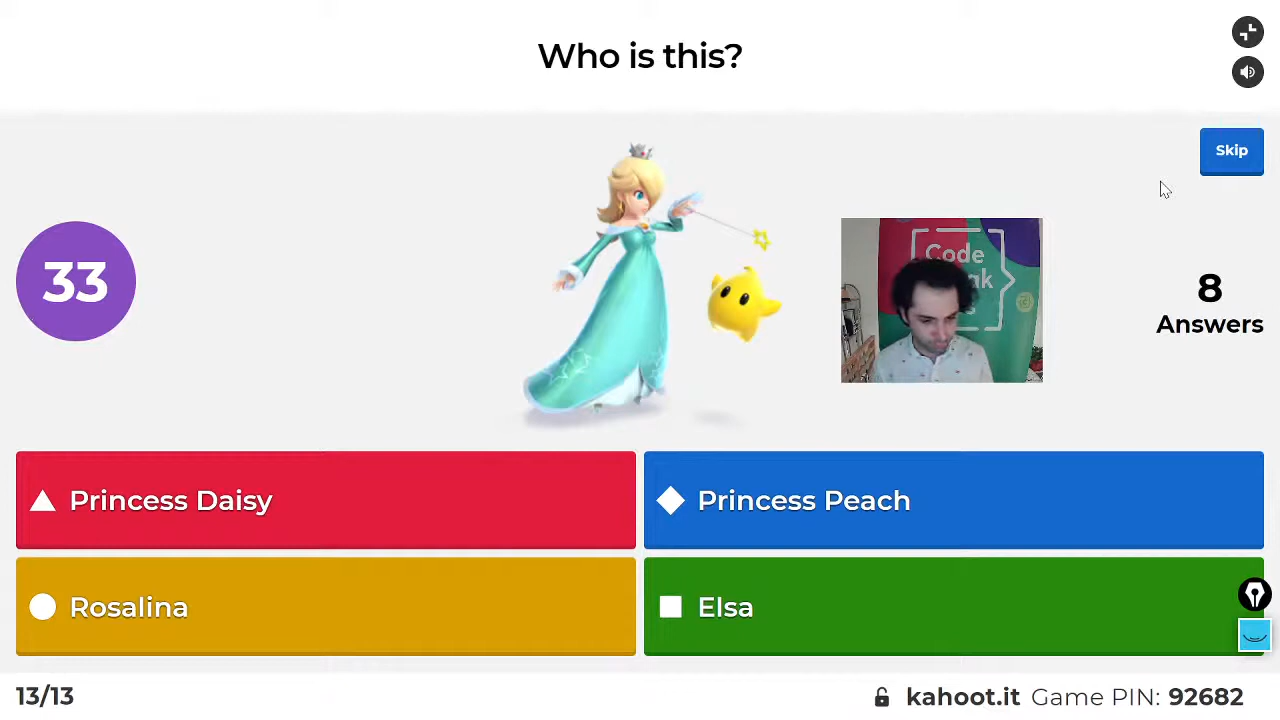 Who is this?
Skip
33
Code
8
Answers
Princess Daisy
Princess Peach
Rosalina
Elsa
13/13
kahoot.it Game PIN: 92682